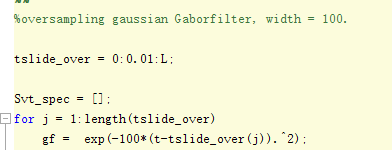 %%
%oversampling gaussian Gaborfilter, width = 100.
tslide_over = 0:0.01:L;
Svt_spec = [];
for j = 1:length(tslide_over)
gf = exp(-100*(t-tslide_over(j)).^2);